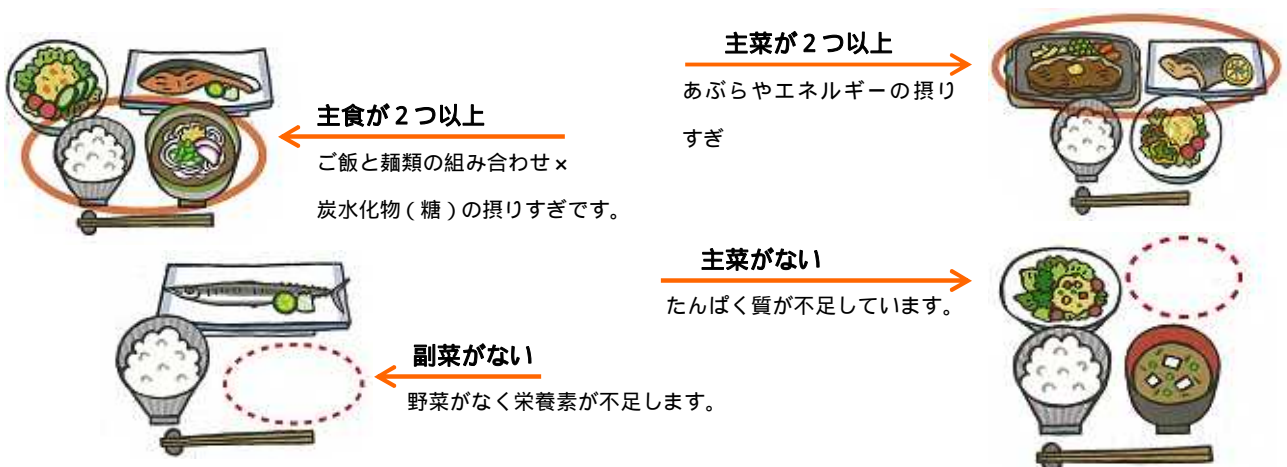 主食が２つ以上
ご飯と麺類の組み合わせ×
炭水化物（糖）の摂りすぎです。
主菜が２つ以上
あぶらやエネルギーの摂り
すぎ
副菜がない
野菜がなく栄養素が不足します。
主菜がない
たんぱく質が不足しています。